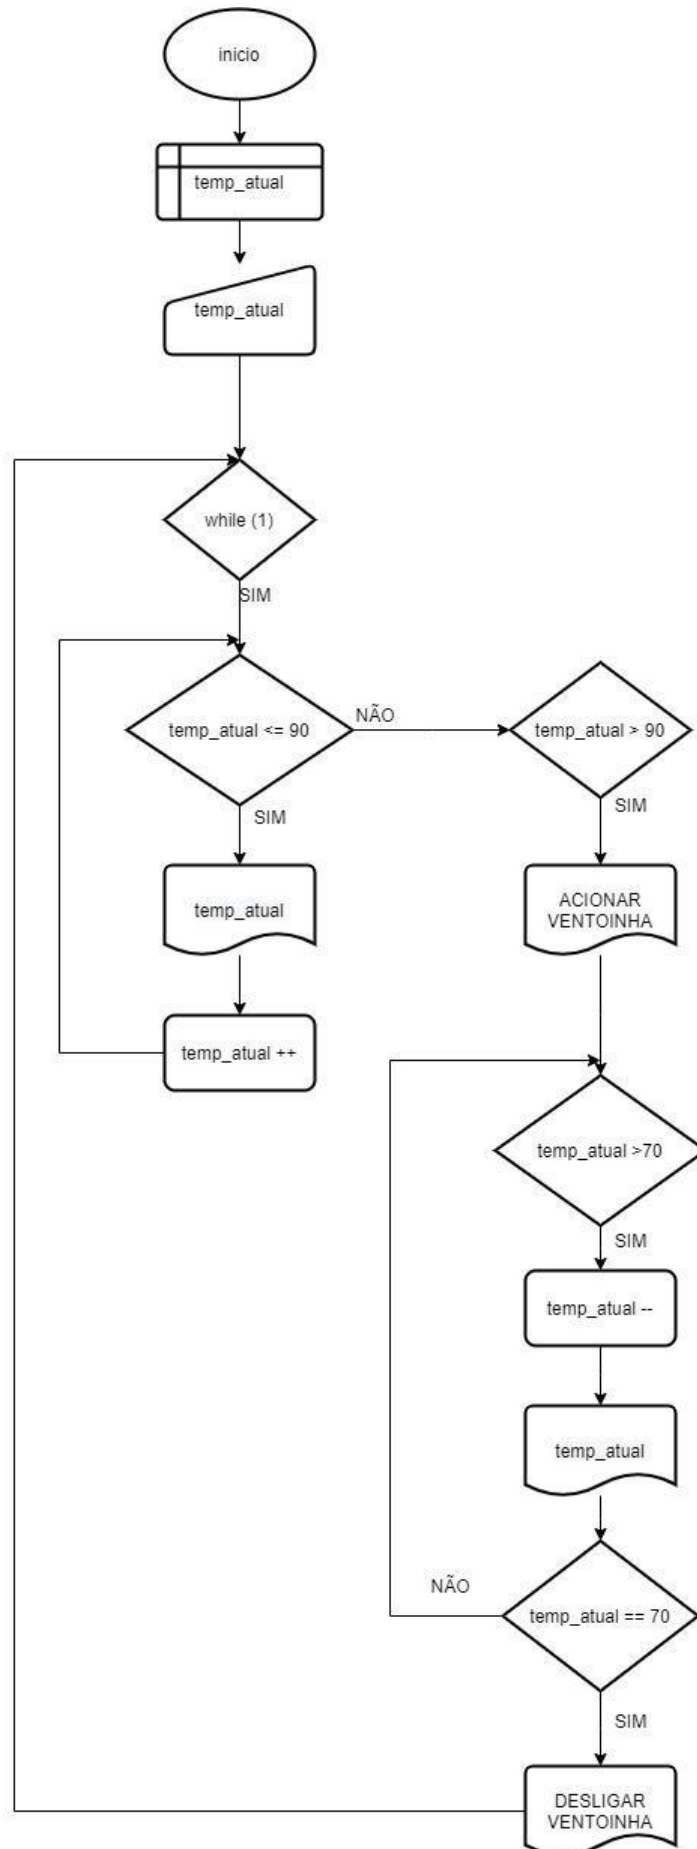 inicio
temp_atual
temp_atual
while (1)
SIM
temp_atual <= 90
NÃO
temp_atual > 90
SIM
SIM
temp_atual
ACIONAR
VENTOINHA
temp_atual ++
temp_atual >70
SIM
temp_atual --
temp_atual
NÃO
temp_atual == 70
SIM
DESLIGAR
VENTOINHA